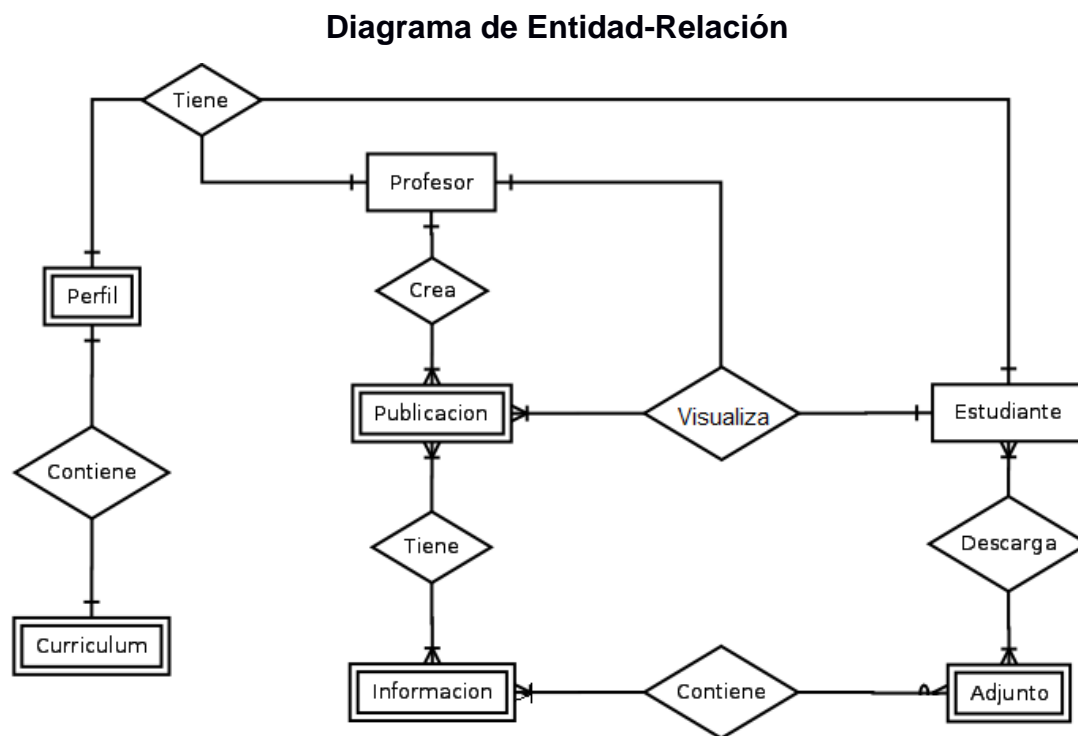 Diagrama de Entidad-Relación
Tiene
Profesor
Perfil
Crea
Publicacion
Visualiza
Estudiante
Contiene
Tiene
Descarga
Curriculum
Informacion
Contiene
Adjunto